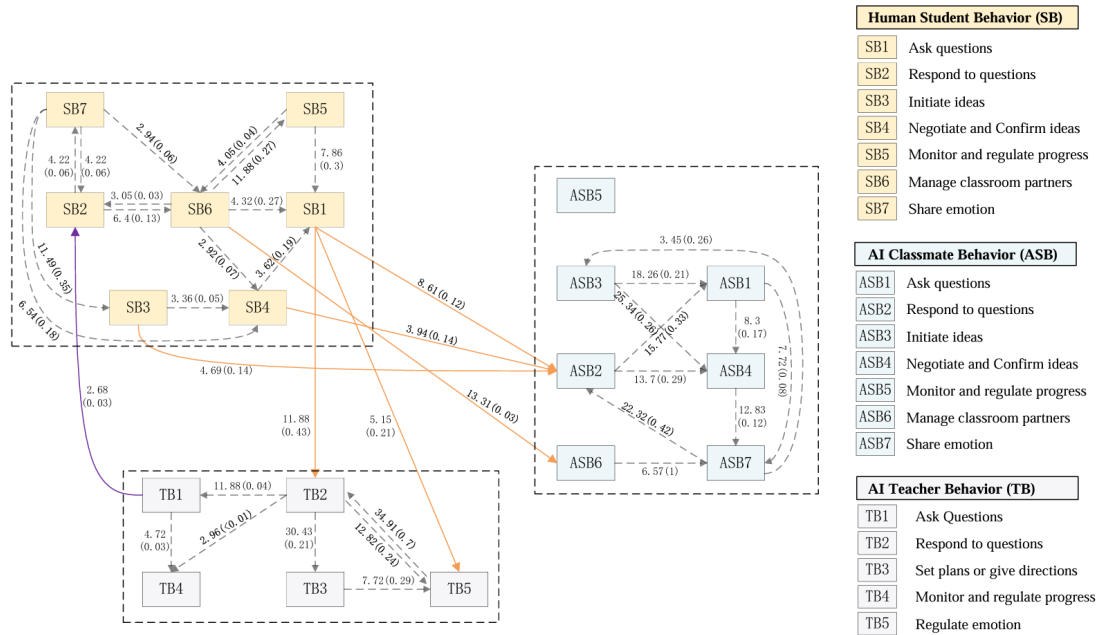 Human Student Behavior (SB)
SB1 Ask questions
SB2 Respond to questions
SB3 Initiate ideas
SB4 Negotiate and Confirm ideas
SB5 Monitor and regulate progress
SB6 Manage classroom partners
SB7 Share emotion
SB7
SB5
2.94(0.06)
4.05(0.04)
11.88(0.27)
4.22
(0.06)
4.22
(0.06)
7.86
(0.3)
SB2
3.05(0.03)
6.4(0.13)
SB6
4.32(0.27)
SB1
2.92(0.07)
3.62(0.19)
11.49(0.35)
6.54(0.18)
SB3
3.36(0.05)
SB4
8.61(0.12)
3.94(0.14)
4.69(0.14)
13.31(0.03)
2.68
(0.03)
11.88
(0.43)
5.15
(0.21)
ASB5
3.45(0.26)
ASB3
18.26(0.21)
ASB1
25.34(0.26)
15.77(0.33)
8.3
(0.17)
7.72(0.08)
ASB2
13.7(0.29)
ASB4
22.32(0.42)
12.83
(0.12)
ASB6
6.57(1)
ASB7
AI Classmate Behavior (ASB)
ASB1 Ask questions
ASB2 Respond to questions
ASB3 Initiate ideas
ASB4 Negotiate and Confirm ideas
ASB5 Monitor and regulate progress
ASB6 Manage classroom partners
ASB7 Share emotion
TB1
11.88(0.04)
TB2
4.72
(0.03)
2.96(<0.01)
30.43
(0.21)
34.91(0.7)
12.82(0.24)
TB4
TB3
7.72(0.29)
TB5
AI Teacher Behavior (TB)
TB1 Ask Questions
TB2 Respond to questions
TB3 Set plans or give directions
TB4 Monitor and regulate progress
TB5 Regulate emotion